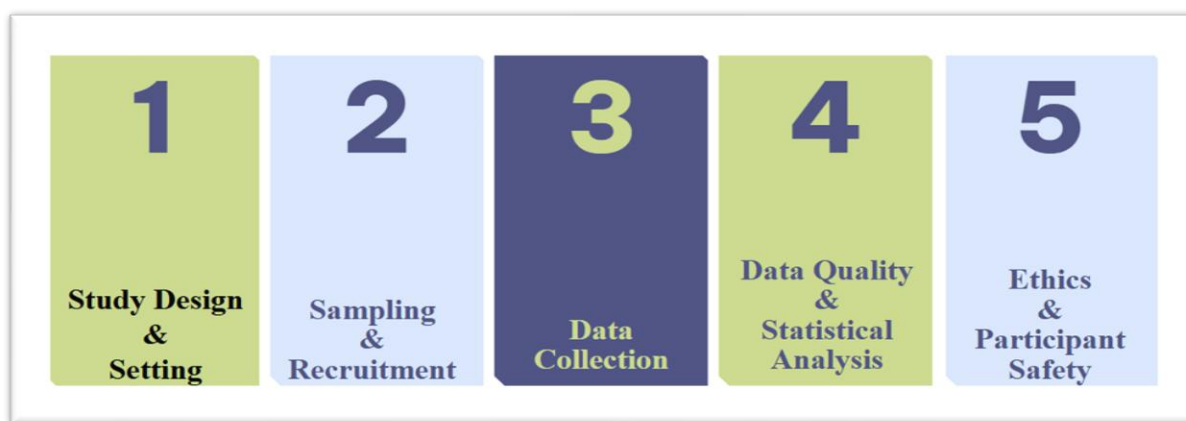 1
Study Design
&
Setting
2
Sampling
&
Recruitment
3
Data
Collection
4
Data Quality
&
Statistical
Analysis
5
Ethics
&
Participant
Safety